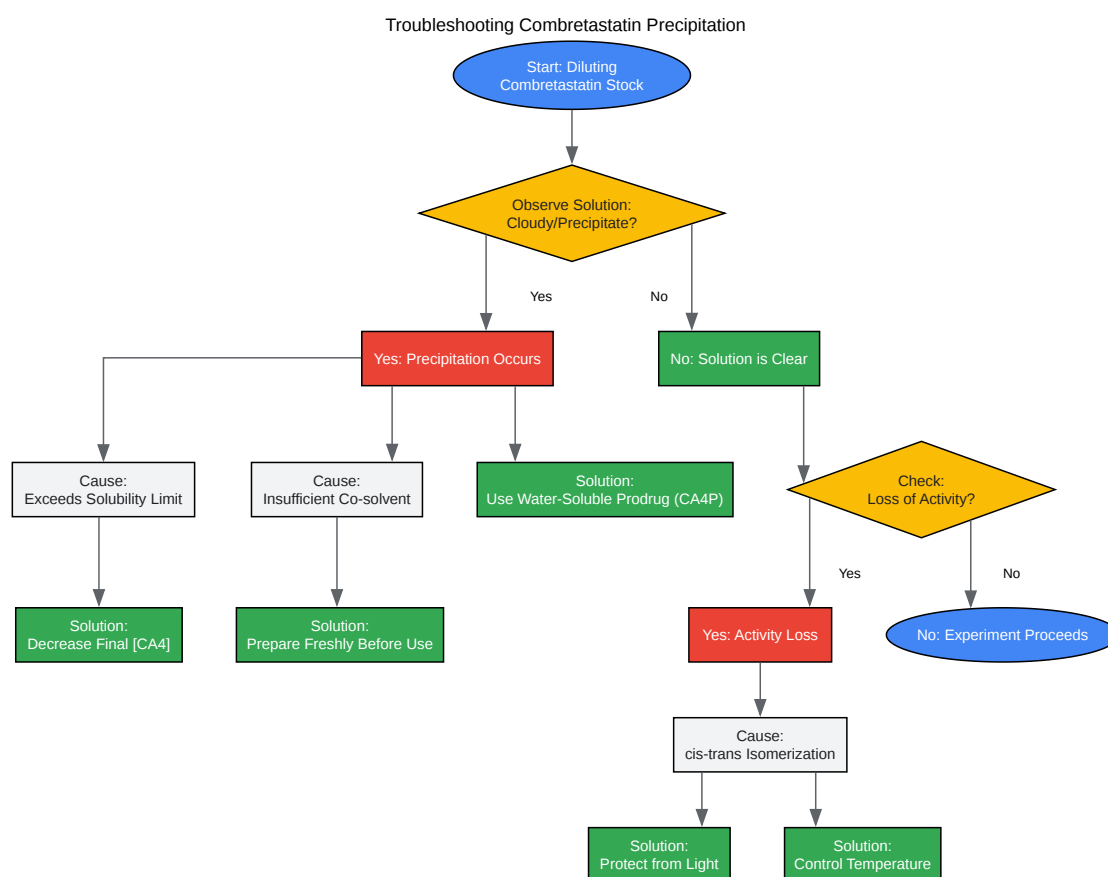 Troubleshooting Combretastatin Precipitation
Start: Diluting
Combretastatin Stock
Observe Solution:
Cloudy/Precipitate?
Yes
No
Yes: Precipitation Occurs
No: Solution is Clear
Cause:
Exceeds Solubility Limit
Cause:
Insufficient Co-solvent
Solution:
Use Water-Soluble Prodrug (CA4P)
Check:
Loss of Activity?
Yes
No
Solution:
Decrease Final [CA4]
Solution:
Prepare Freshly Before Use
Yes: Activity Loss
No: Experiment Proceeds
Cause:
cis-trans Isomerization
Solution:
Protect from Light
Solution:
Control Temperature